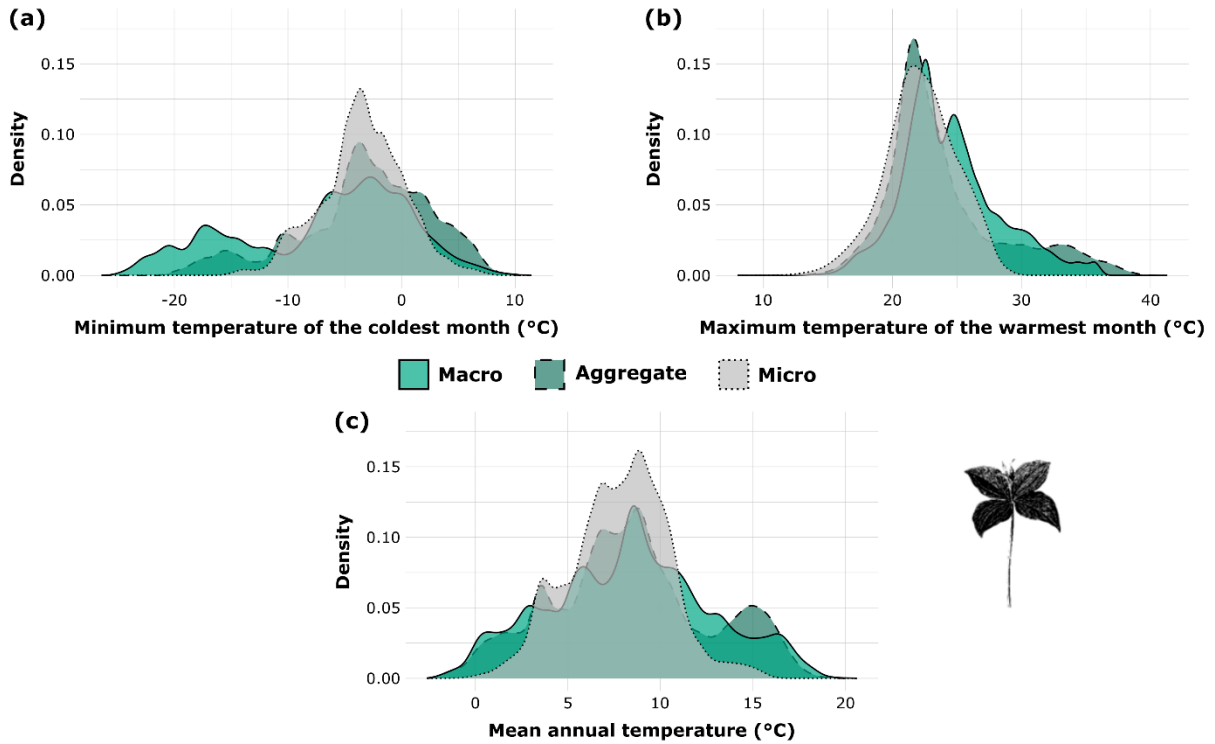 (a)
(b)
0.15
0.10
0.05
0.00
Density
-20 -10 0 10
Minimum temperature of the coldest month (°C)
0.15
0.10
0.05
0.00
Density
10 20 30 40
Maximum temperature of the warmest month (°C)
Macro Aggregate Micro
(c)
0.15
0.10
0.05
0.00
Density
0 5 10 15 20
Mean annual temperature (°C)